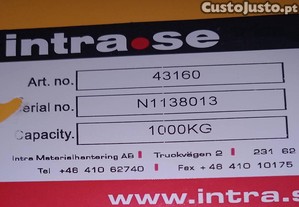 CustoJusto.pt
intra.se
Art. no. 43160
Serial no. N1138013
Capacity. 1000KG
Intra Materialhantering AB Truckvägen 2 231 62
Tel +46 410 62740 Fax +46 410 10175
www.intra.s